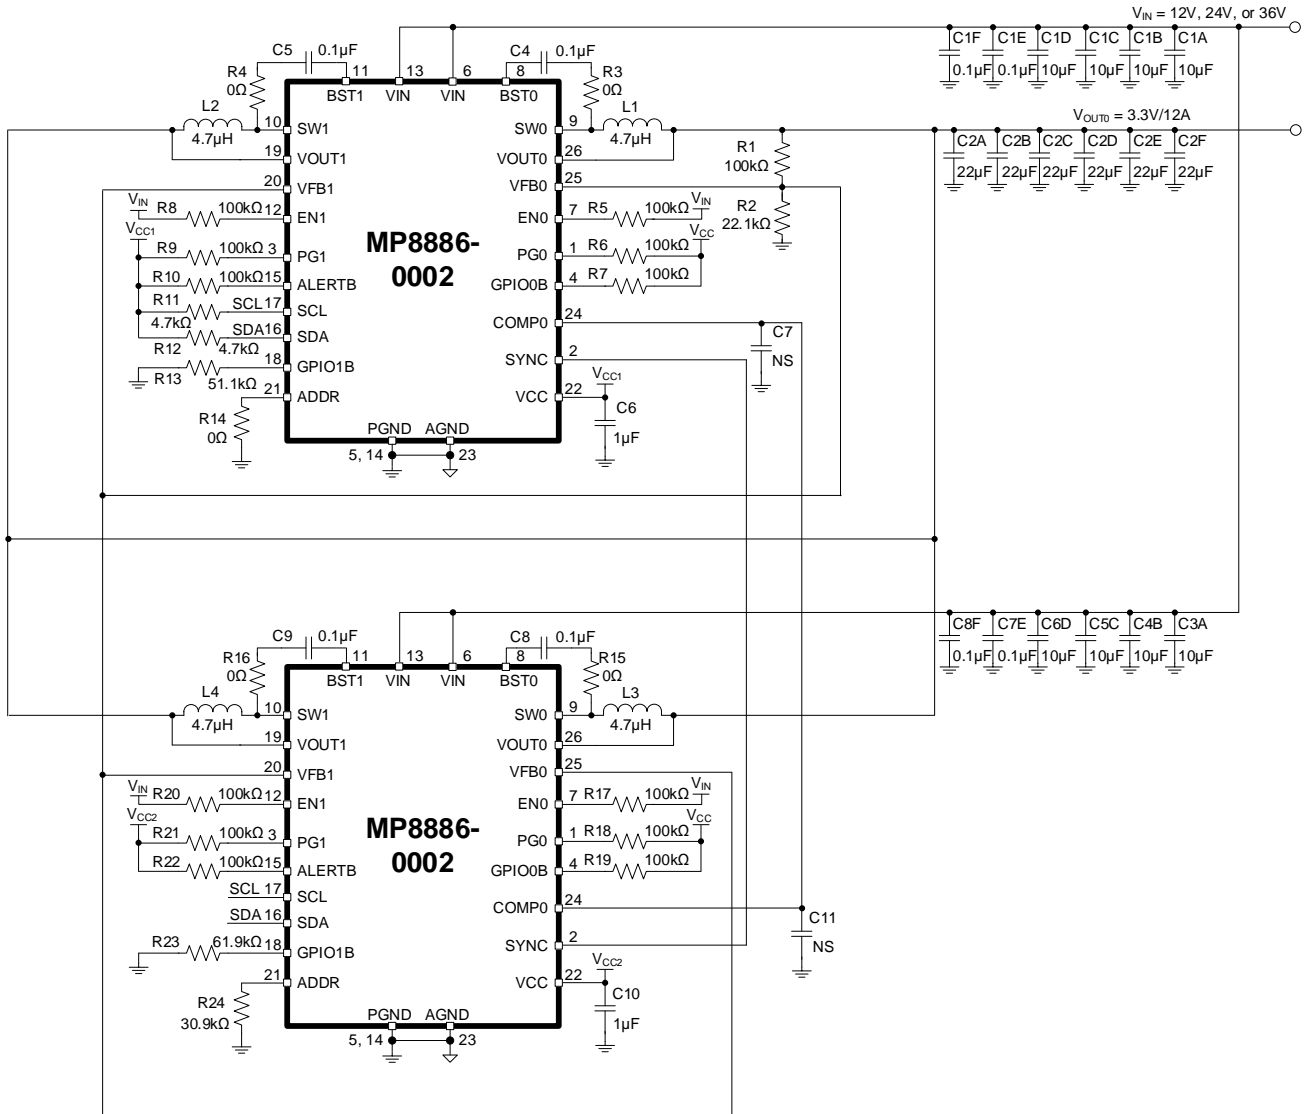 V_IN = 12V, 24V, or 36V
C1F C1E C1D C1C C1B C1A
0.1µF 0.1µF 10µF 10µF 10µF 10µF
V_OUT0 = 3.3V/12A
C2A C2B C2C C2D C2E C2F
22µF 22µF 22µF 22µF 22µF 22µF
C5 0.1µF
C4 0.1µF
R4
0Ω
R3
0Ω
11 13 6 8
BST1 VIN VIN BST0
L2
4.7µH
L1
4.7µH
10 SW1
SW0 9
19 VOUT1
VOUT0 26
20 VFB1
VFB0 25
R1
100kΩ
R2
22.1kΩ
V_IN
R8 100kΩ 12 EN1
EN0 7 R5 100kΩ V_IN
V_CC1
R9 100kΩ 3 PG1
PG0 1 R6 100kΩ V_CC
R10 100kΩ 15 ALERTB
GPIO0B 4 R7 100kΩ
MP8886-
0002
R11 SCL 17 SCL
4.7kΩ
SDA 16 SDA
R12 4.7kΩ
COMP0 24
C7
NS
SYNC 2
18 GPIO1B
R13 51.1kΩ
21 ADDR
VCC 22
V_CC1
C6
1µF
R14
0Ω
PGND AGND
5, 14 23
C8F C7E C6D C5C C4B C3A
0.1µF 0.1µF 10µF 10µF 10µF 10µF
C9 0.1µF
C8 0.1µF
R16
0Ω
R15
0Ω
11 13 6 8
BST1 VIN VIN BST0
L4
4.7µH
L3
4.7µH
10 SW1
SW0 9
19 VOUT1
VOUT0 26
20 VFB1
VFB0 25
V_IN
R20 100kΩ 12 EN1
EN0 7 R17 100kΩ V_IN
V_CC2
R21 100kΩ 3 PG1
PG0 1 R18 100kΩ V_CC
R22 100kΩ 15 ALERTB
GPIO0B 4 R19 100kΩ
MP8886-
0002
SCL 17 SCL
SDA 16 SDA
COMP0 24
C11
NS
SYNC 2
R23 61.9kΩ 18 GPIO1B
21 ADDR
VCC 22
V_CC2
C10
1µF
R24
30.9kΩ
PGND AGND
5, 14 23